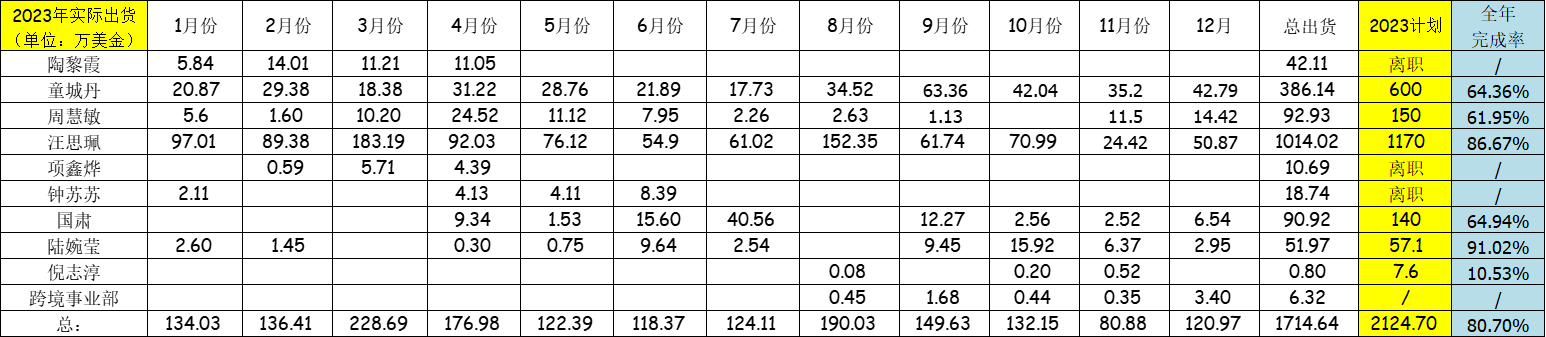 2023年实际出货（单位：万美金） 1月份 2月份 3月份 4月份 5月份 6月份 7月份 8月份 9月份 10月份 11月份 12月 总出货 2023计划 全年完成率
陶黎霞 5.84 14.01 11.21 11.05 42.11 离职 /
童城丹 20.87 29.38 18.38 31.22 28.76 21.89 17.73 34.52 63.36 42.04 35.2 42.79 386.14 600 64.36%
周慧敏 5.6 1.60 10.20 24.52 11.12 7.95 2.26 2.63 1.13 11.5 14.42 92.93 150 61.95%
汪思珮 97.01 89.38 183.19 92.03 76.12 54.9 61.02 152.35 61.74 70.99 24.42 50.87 1014.02 1170 86.67%
项鑫烨 0.59 5.71 4.39 10.69 离职 /
钟苏苏 2.11 4.13 4.11 8.39 18.74 离职 /
国肃 9.34 1.53 15.60 40.56 12.27 2.56 2.52 6.54 90.92 140 64.94%
陆婉莹 2.60 1.45 0.30 0.75 9.64 2.54 9.45 15.92 6.37 2.95 51.97 57.1 91.02%
倪志淳 0.08 0.20 0.52 0.80 7.6 10.53%
跨境事业部 0.45 1.68 0.44 0.35 3.40 6.32 / /
总： 134.03 136.41 228.69 176.98 122.39 118.37 124.11 190.03 149.63 132.15 80.88 120.97 1714.64 2124.70 80.70%